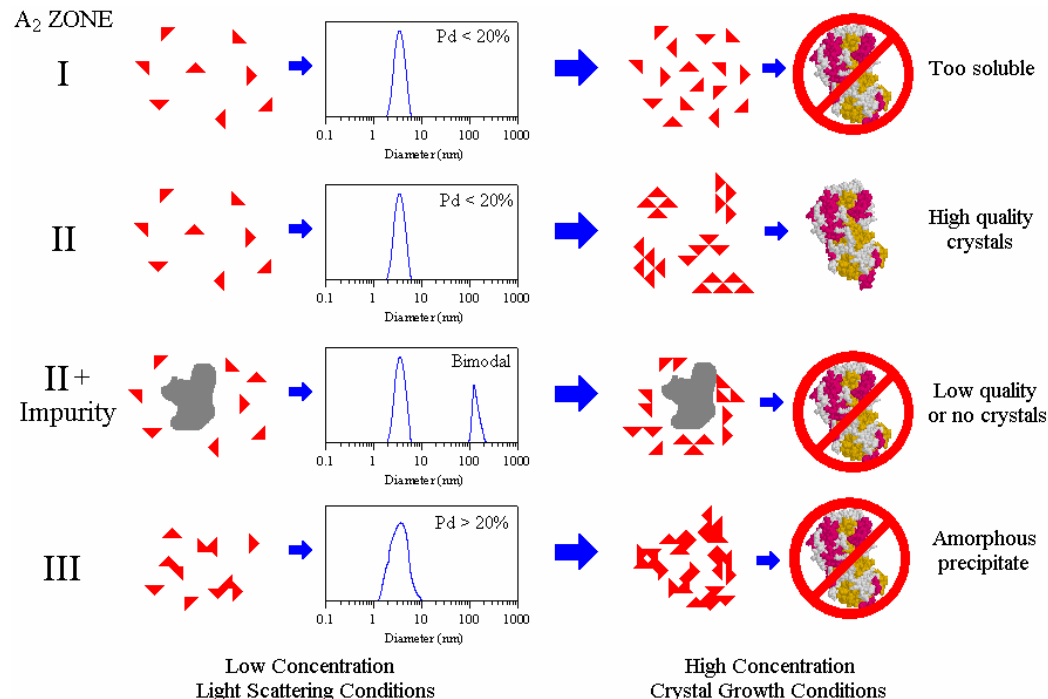 A₂ ZONE
I
Pd < 20%
0.1 1 10 100 1000
Diameter (nm)
Too soluble
II
Pd < 20%
0.1 1 10 100 1000
Diameter (nm)
High quality
crystals
II +
Impurity
Bimodal
0.1 1 10 100 1000
Diameter (nm)
Low quality
or no crystals
III
Pd > 20%
0.1 1 10 100 1000
Diameter (nm)
Amorphous
precipitate
Low Concentration
Light Scattering Conditions
High Concentration
Crystal Growth Conditions